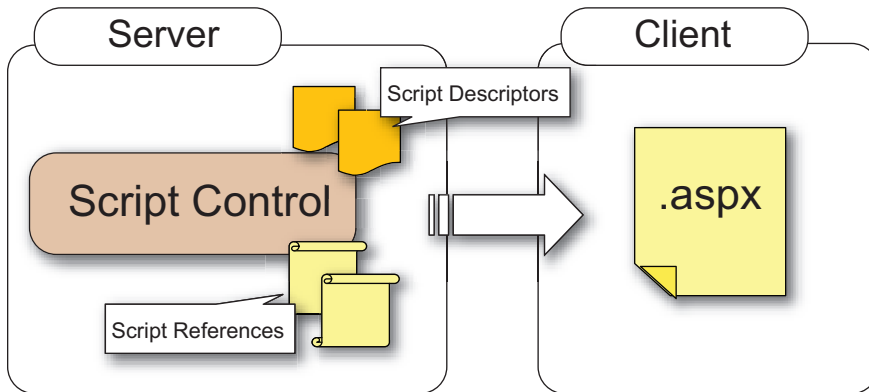 Server
Client
Script Descriptors
Script Control
.aspx
Script References